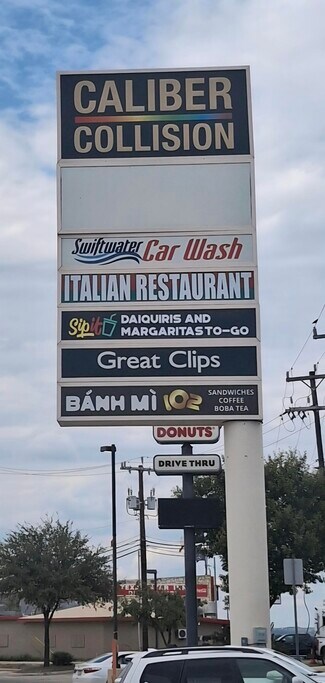 CALIBER
COLLISION
Swiftwater Car Wash
ITALIAN RESTAURANT
Sip it DAIQUIRIS AND
MARGARITAS TO-GO
Great Clips
BÁNH MÌ 102 SANDWICHES
COFFEE
BOBA TEA
DONUTS
DRIVE THRU